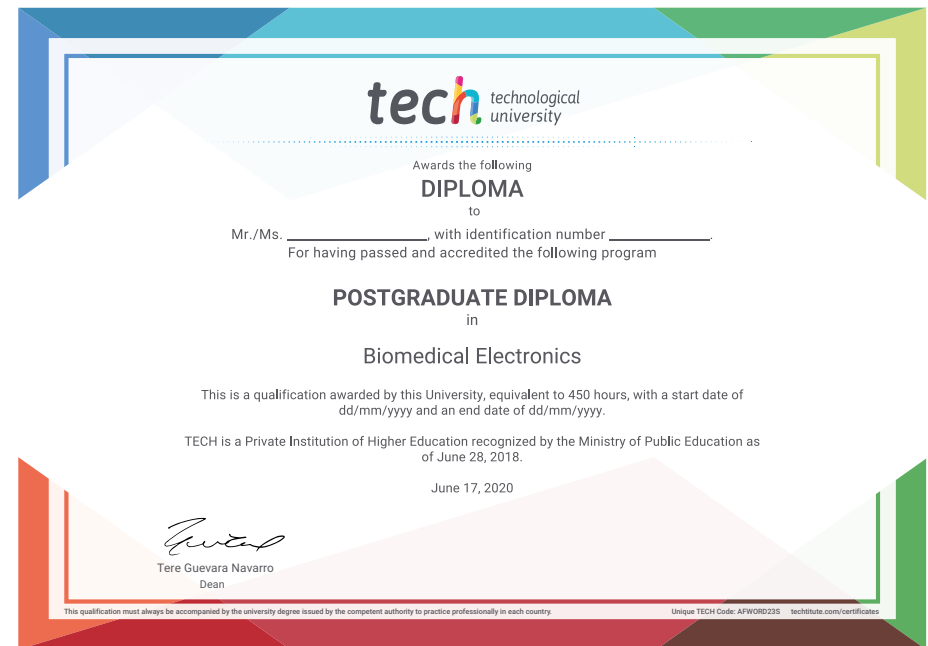 tech technological
university
Awards the following
DIPLOMA
to
Mr./Ms. ____________________, with identification number ______________.
For having passed and accredited the following program
POSTGRADUATE DIPLOMA
in
Biomedical Electronics
This is a qualification awarded by this University, equivalent to 450 hours, with a start date of
dd/mm/yyyy and an end date of dd/mm/yyyy.
TECH is a Private Institution of Higher Education recognized by the Ministry of Public Education as
of June 28, 2018.
June 17, 2020
Tere Guevara Navarro
Dean
This qualification must always be accompanied by the university degree issued by the competent authority to practice professionally in each country. Unique TECH Code: AFWORD23S techtitute.com/certificates